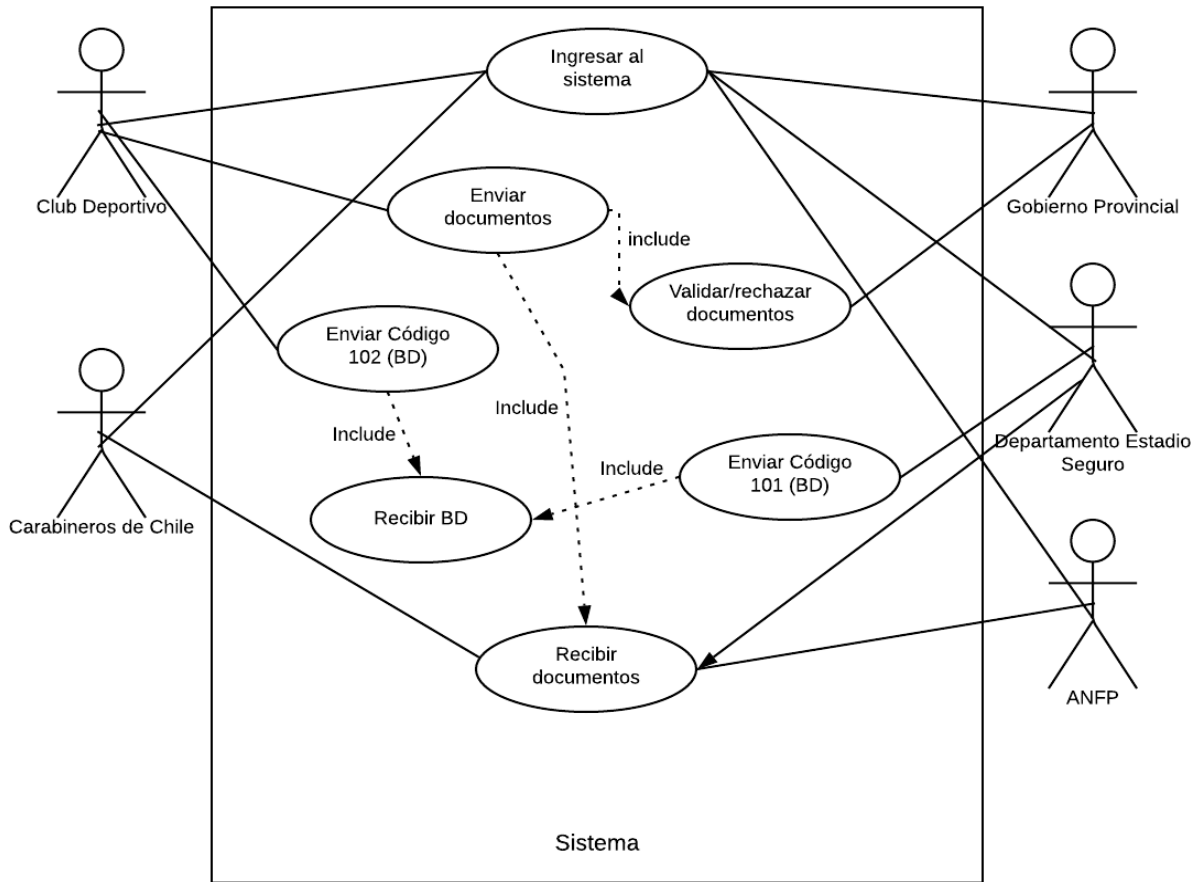 Ingresar al
sistema
Enviar
documentos
include
Club Deportivo
Gobierno Provincial
Validar/rechazar
documentos
Enviar Código
102 (BD)
Include
Include
Departamento Estadio
Seguro
Enviar Código
101 (BD)
Include
Recibir BD
Carabineros de Chile
Recibir
documentos
ANFP
Sistema